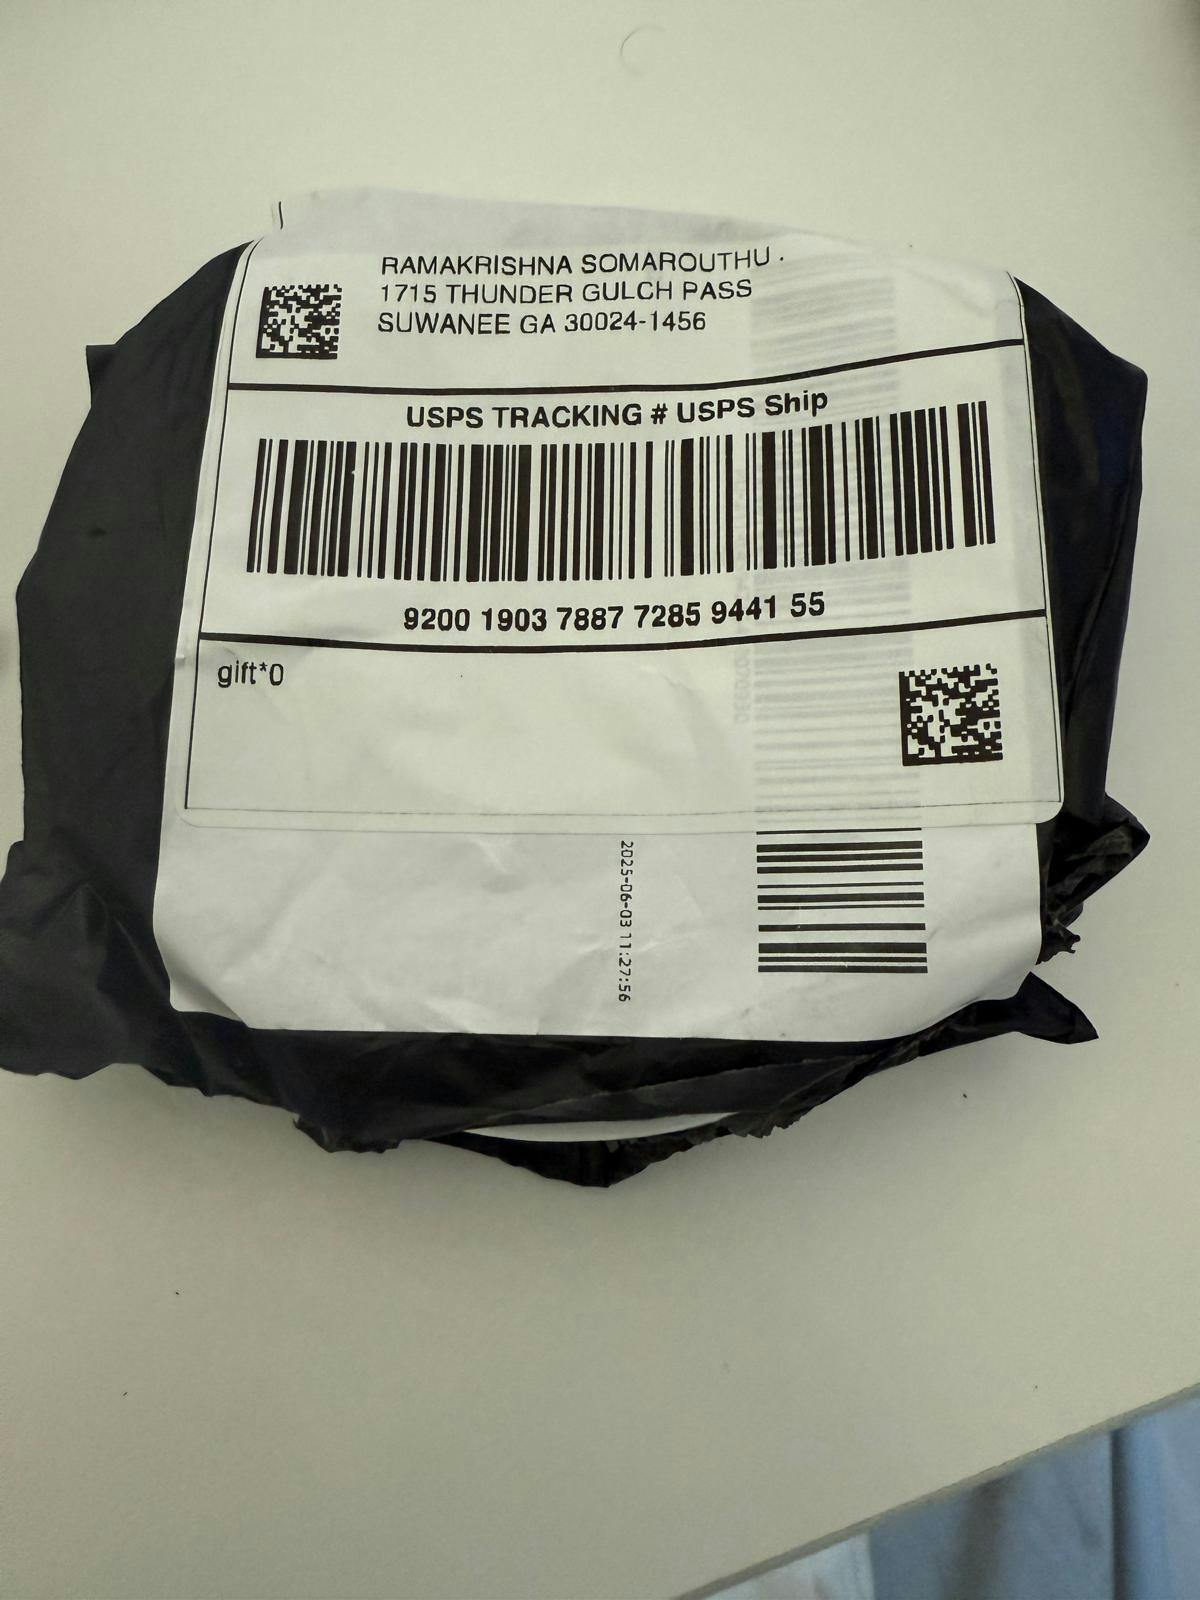 RAMAKRISHNA SOMAROUTHU .
1715 THUNDER GULCH PASS
SUWANEE GA 30024-1456
USPS TRACKING # USPS Ship
9200 1903 7887 7285 9441 55
gift*0
2025-06-03 11:27:56